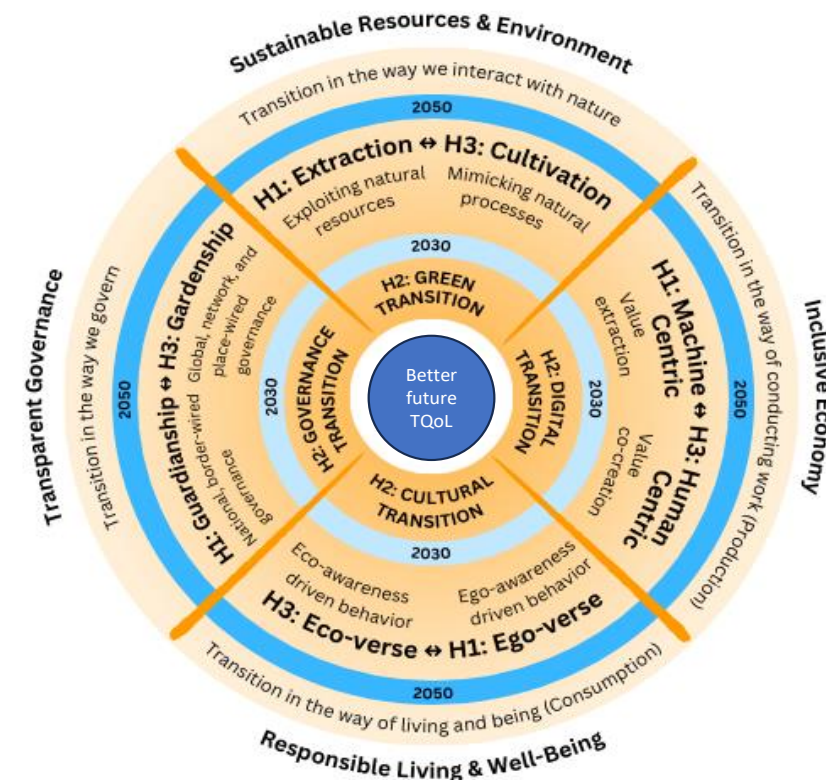 Sustainable Resources & Environment
Transition in the way we interact with nature
2050
H1: Extraction ↔ H3: Cultivation
Exploiting natural
resources
Mimicking natural
processes
2030
H2: GREEN
TRANSITION
Inclusive Economy
Transition in the way of conducting work (Production)
2050
H1: Machine ↔ H3: Human
Centric
Centric
Value
extraction
Value
co-creation
2030
H2: DIGITAL
TRANSITION
Better
future
TQoL
H2: CULTURAL
TRANSITION
2030
Eco-awareness
driven behavior
Ego-awareness
driven behavior
H3: Eco-verse ↔ H1: Ego-verse
2050
Transition in the way of living and being (Consumption)
Responsible Living & Well-Being
Transparent Governance
Transition in the way we govern
2050
H1: Guardianship ↔ H3: Gardenship
National, border-wired
governance
Global, network, and
place-wired
governance
2030
H2: GOVERNANCE
TRANSITION